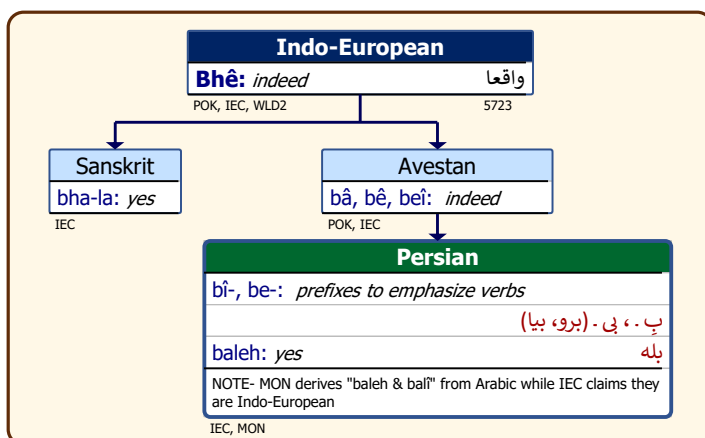 Indo-European
Bhê: indeed واقعا
POK, IEC, WLD2 5723
Sanskrit
bha-la: yes
IEC
Avestan
bâ, bê, beî: indeed
POK, IEC
Persian
bî-, be-: prefixes to emphasize verbs
بِ . ، بی . (برو، بیا)
baleh: yes بله
NOTE- MON derives "baleh & balî" from Arabic while IEC claims they
are Indo-European
IEC, MON